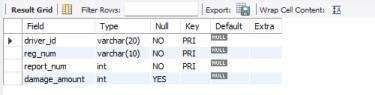 Result Grid Filter Rows: Export: Wrap Cell Content: IA
Field Type Null Key Default Extra
driver_id varchar(20) NO PRI NULL
reg_num varchar(10) NO PRI NULL
report_num int NO PRI NULL
damage_amount int YES NULL